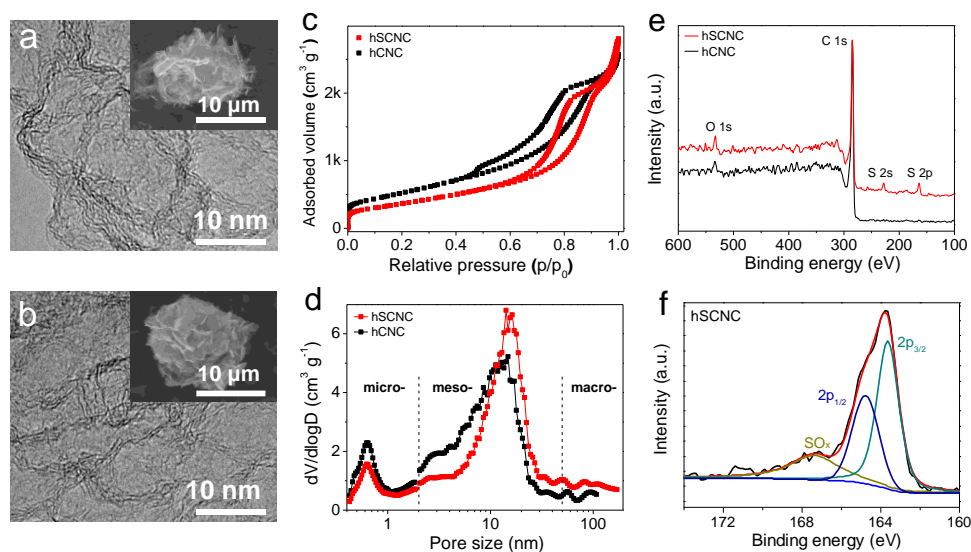 a
10 µm
10 nm
b
10 µm
10 nm
c
hSCNC
hCNC
Adsorbed volume (cm³ g⁻¹)
2k
1k
0
0.0 0.2 0.4 0.6 0.8 1.0
Relative pressure (p/p₀)
d
hSCNC
hCNC
micro- meso- macro-
dV/dlogD (cm³ g⁻¹)
6
4
2
0
1 10 100
Pore size (nm)
e
hSCNC
hCNC
C 1s
O 1s
S 2s S 2p
Intensity (a.u.)
600 500 400 300 200 100
Binding energy (eV)
f
hSCNC
2p₃/₂
2p₁/₂
SOₓ
Intensity (a.u.)
172 168 164 160
Binding energy (eV)